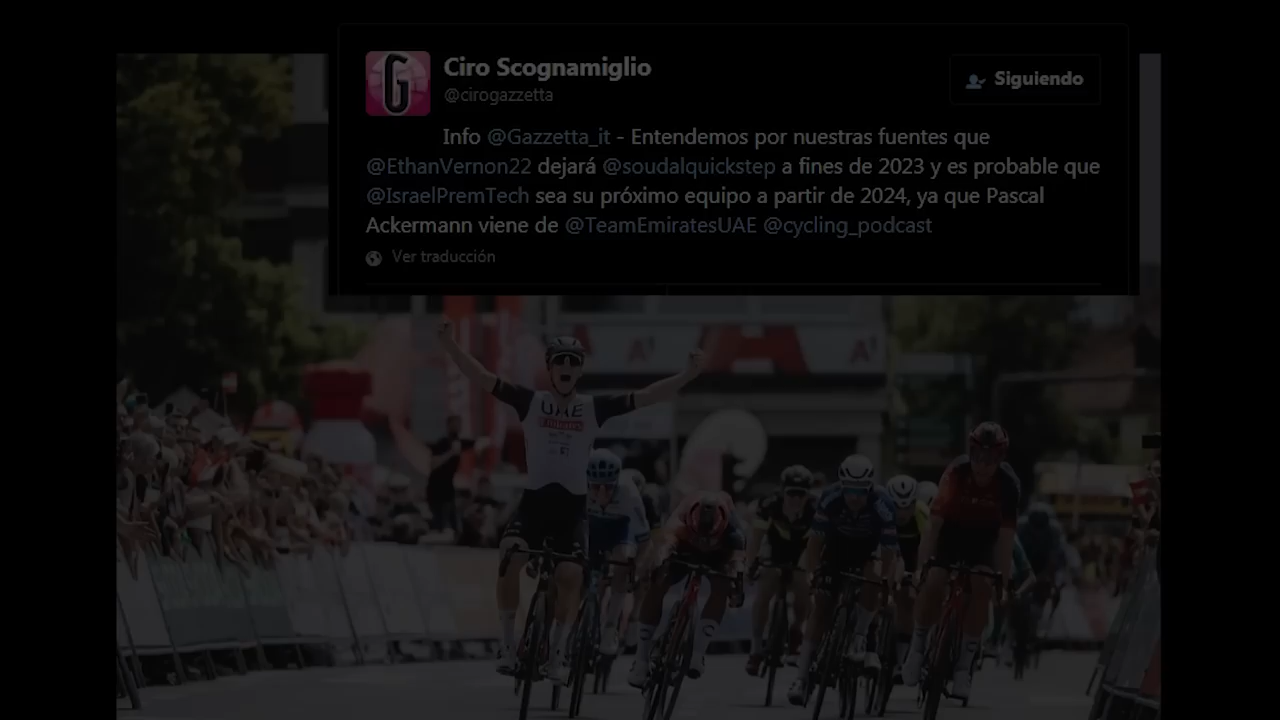 Ciro Scognamiglio
@cirogazzetta
Siguiendo
Info @Gazzetta_it - Entendemos por nuestras fuentes que
@EthanVernon22 dejará @soudalquickstep a fines de 2023 y es probable que
@IsraelPremTech sea su próximo equipo a partir de 2024, ya que Pascal
Ackermann viene de @TeamEmiratesUAE @cycling_podcast
Ver traducción
G
UAE